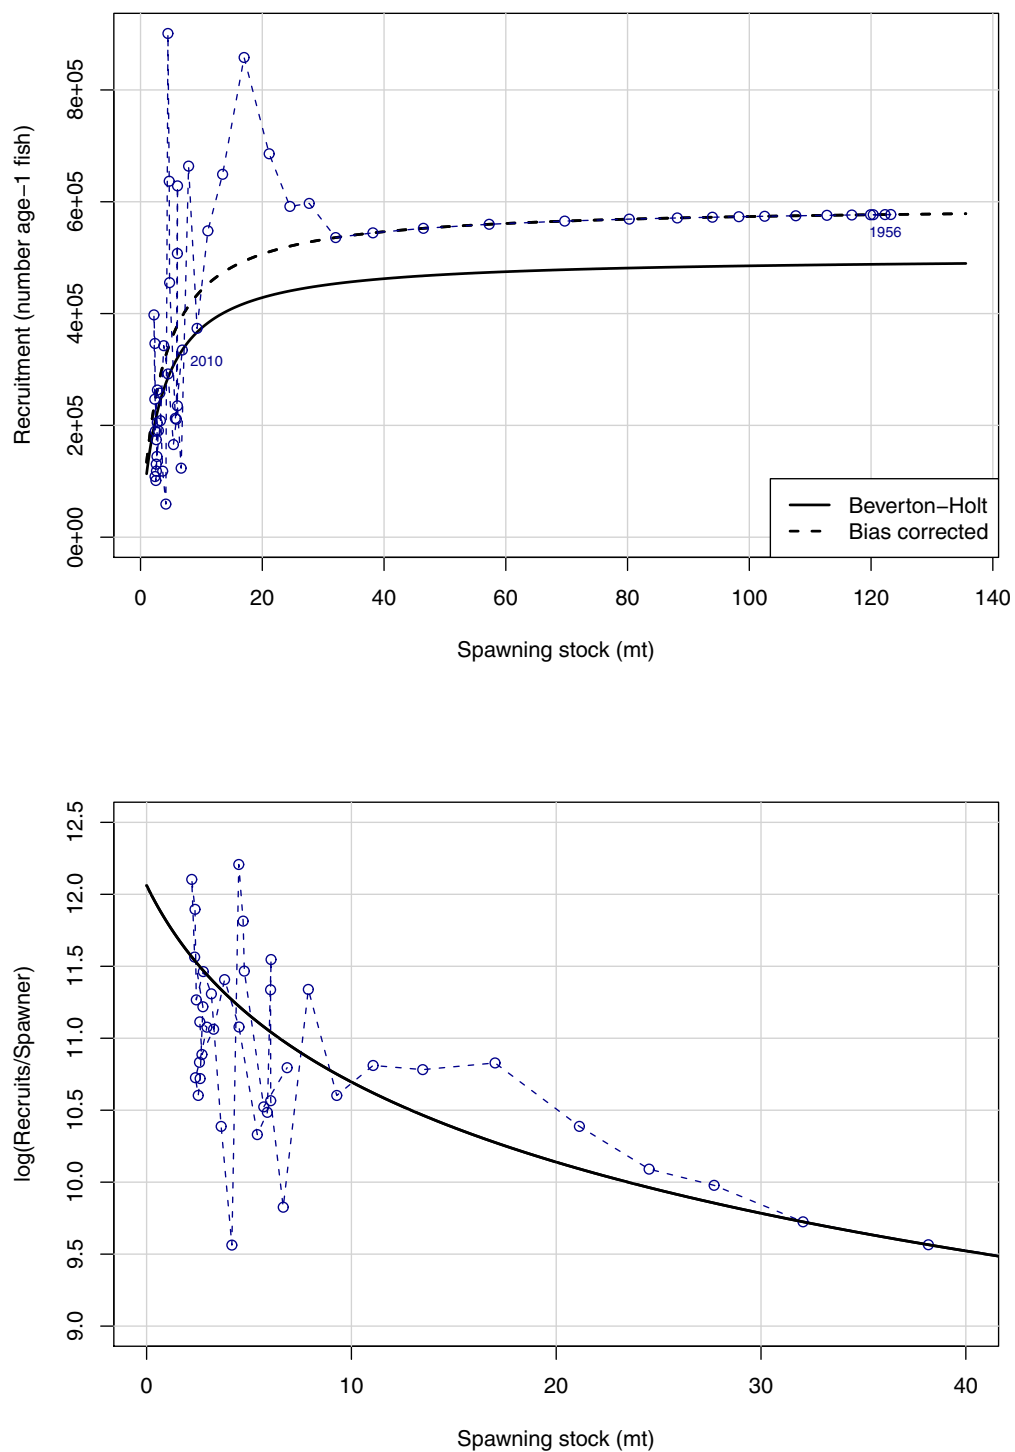 Recruitment (number age−1 fish)
8e+05
6e+05
4e+05
2e+05
0e+00
1956
2010
Beverton−Holt
Bias corrected
0 20 40 60 80 100 120 140
Spawning stock (mt)
log(Recruits/Spawner)
12.5
12.0
11.5
11.0
10.5
10.0
9.5
9.0
0 10 20 30 40
Spawning stock (mt)